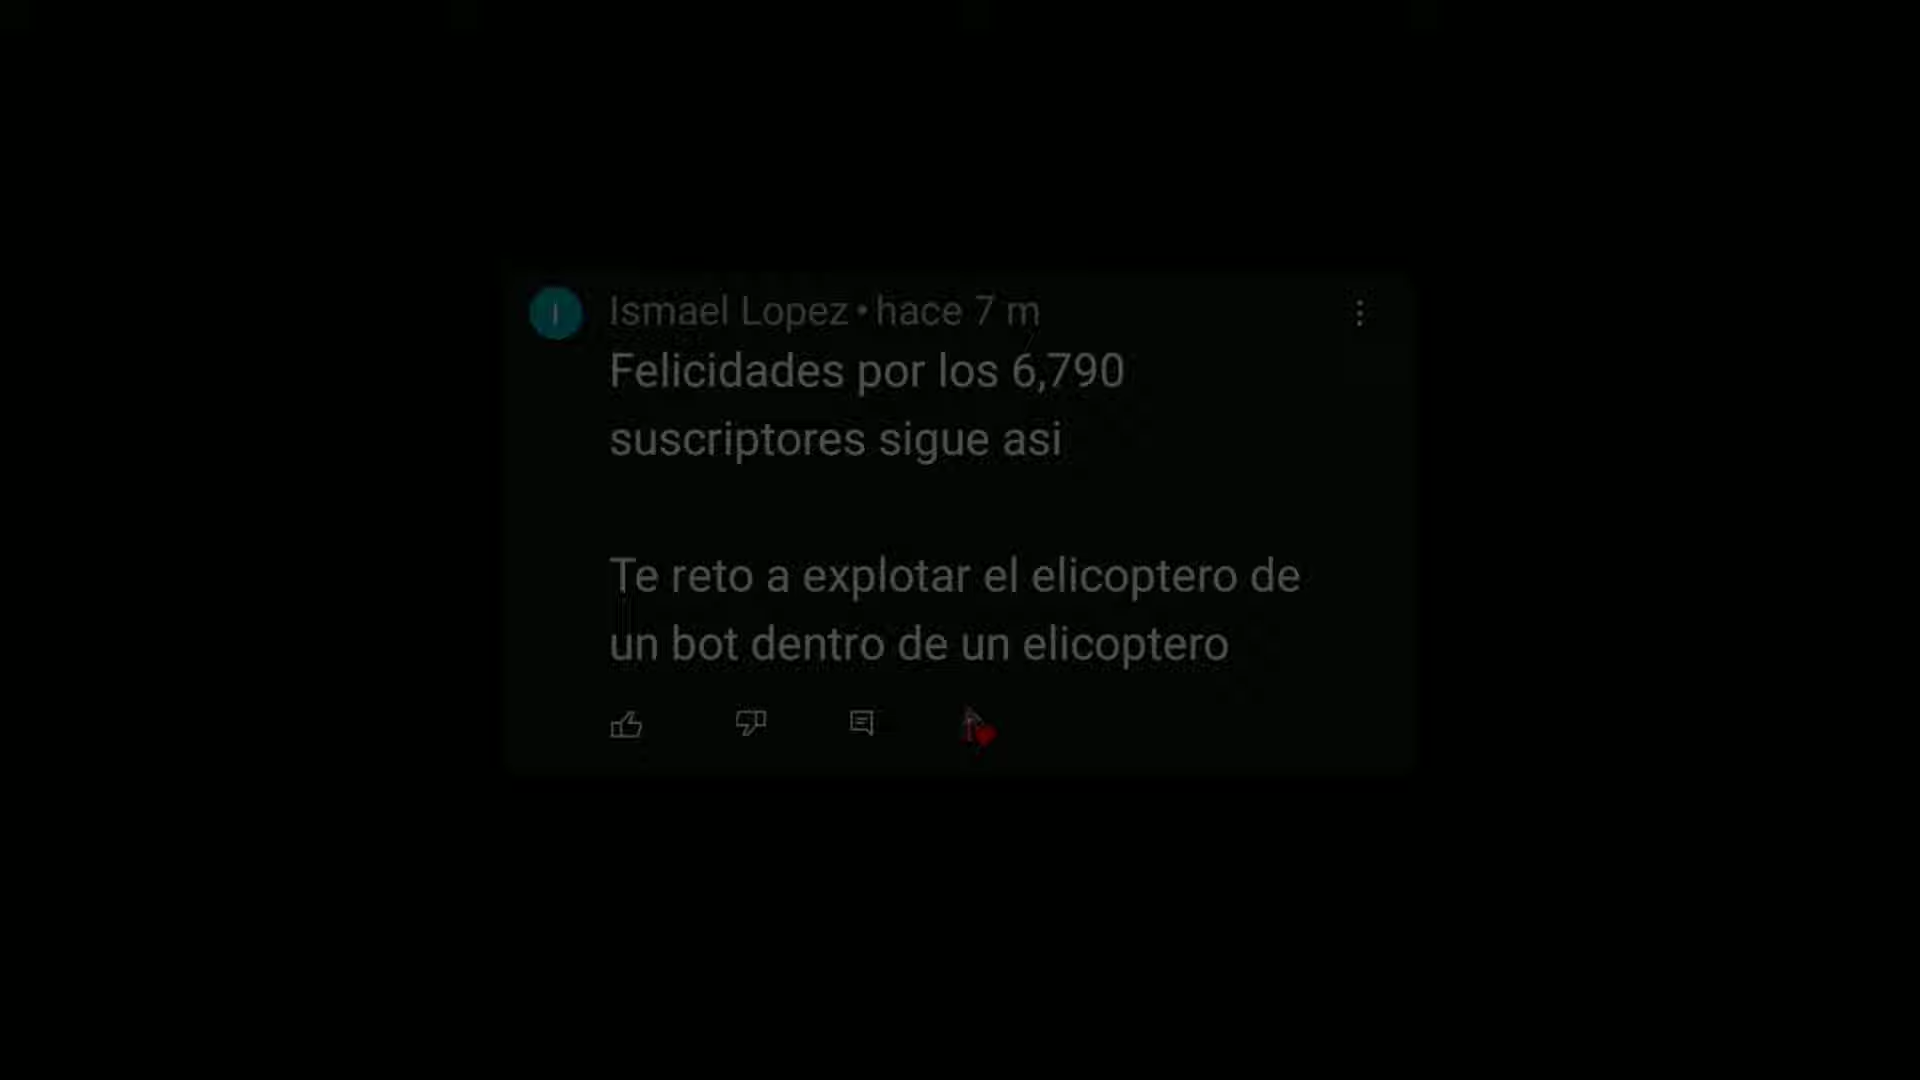 I
Ismael Lopez • hace 7 m
Felicidades por los 6,790
suscriptores sigue asi
Te reto a explotar el elicoptero de
un bot dentro de un elicoptero